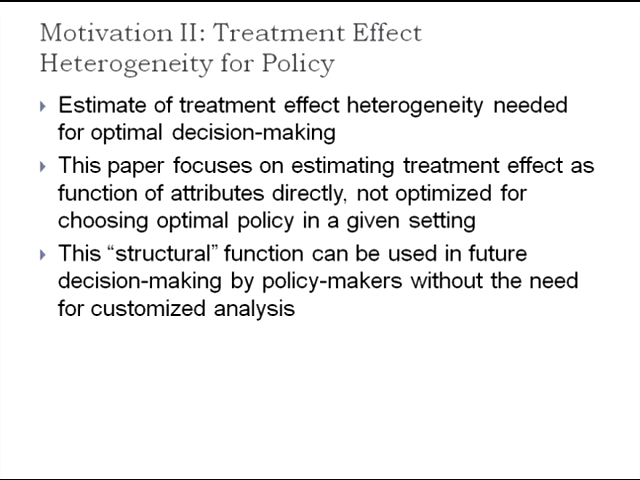 Motivation II: Treatment Effect
Heterogeneity for Policy
Estimate of treatment effect heterogeneity needed
for optimal decision-making
This paper focuses on estimating treatment effect as
function of attributes directly, not optimized for
choosing optimal policy in a given setting
This “structural” function can be used in future
decision-making by policy-makers without the need
for customized analysis